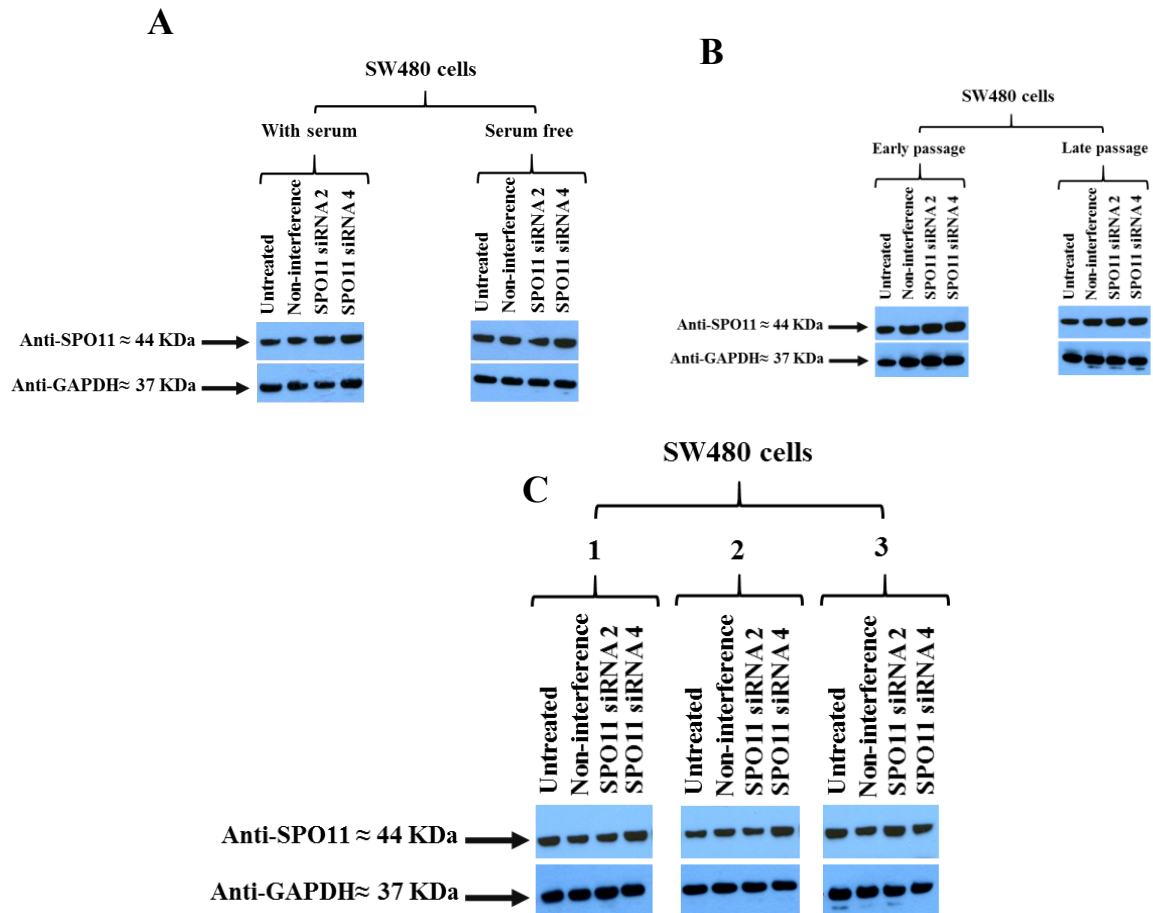 A
SW480 cells
With serum
Serum free
Untreated
Non-interference
SPO11 siRNA 2
SPO11 siRNA 4
Untreated
Non-interference
SPO11 siRNA 2
SPO11 siRNA 4
Anti-SPO11 ≈ 44 KDa
Anti-GAPDH≈ 37 KDa
B
SW480 cells
Early passage
Late passage
Untreated
Non-interference
SPO11 siRNA 2
SPO11 siRNA 4
Untreated
Non-interference
SPO11 siRNA 2
SPO11 siRNA 4
Anti-SPO11 ≈ 44 KDa
Anti-GAPDH≈ 37 KDa
C
SW480 cells
1
2
3
Untreated
Non-interference
SPO11 siRNA 2
SPO11 siRNA 4
Untreated
Non-interference
SPO11 siRNA 2
SPO11 siRNA 4
Untreated
Non-interference
SPO11 siRNA 2
SPO11 siRNA 4
Anti-SPO11 ≈ 44 KDa
Anti-GAPDH≈ 37 KDa